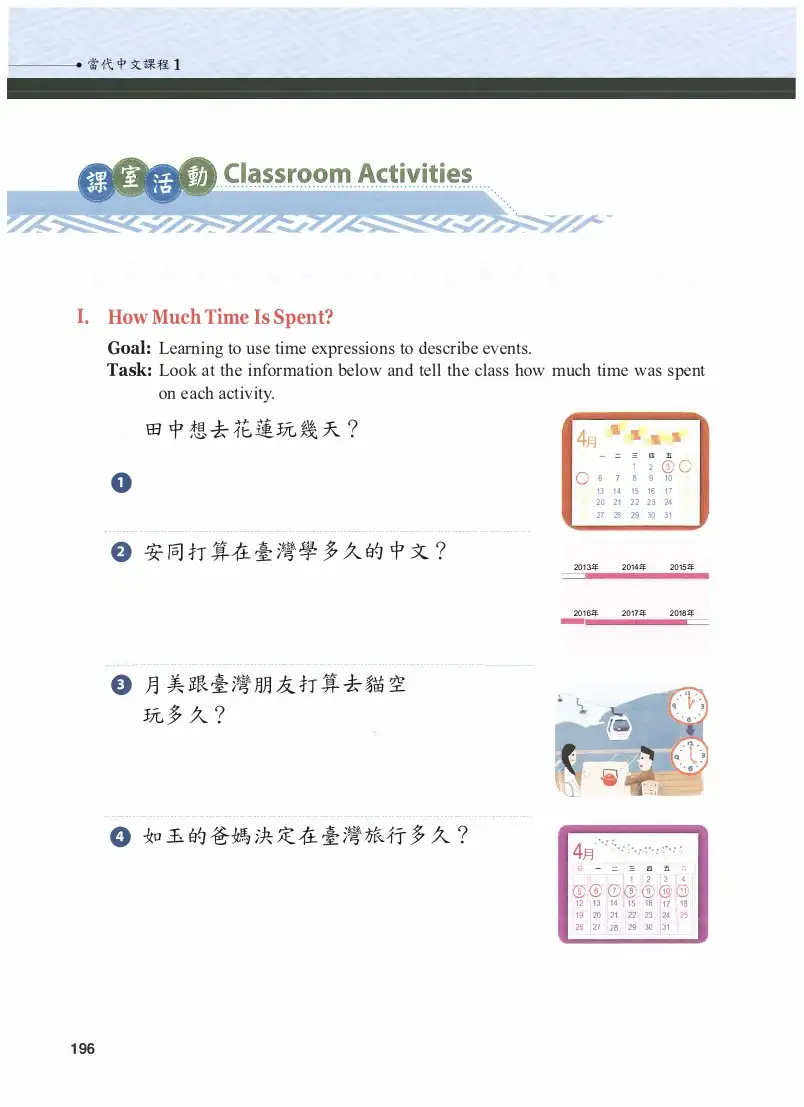 當代中文課程 1
課室活動 Classroom Activities
I. How Much Time Is Spent?
Goal: Learning to use time expressions to describe events.
Task: Look at the information below and tell the class how much time was spent
on each activity.
田中想去花蓮玩幾天？
1
4月
一 二 三 四 五
1 2 3
6 7 8 9 10
13 14 15 16 17
20 21 22 23 24
27 28 29 30 31
2 安同打算在臺灣學多久的中文？
2013年 2014年 2015年
2016年 2017年 2018年
3 月美跟臺灣朋友打算去貓空
玩多久？
12 3 6 9
12 3 6 9
4 如玉的爸媽決定在臺灣旅行多久？
4月
日 一 二 三 四 五 六
1 2 3 4
5 6 7 8 9 10 11
12 13 14 15 16 17 18
19 20 21 22 23 24 25
26 27 28 29 30 31
196